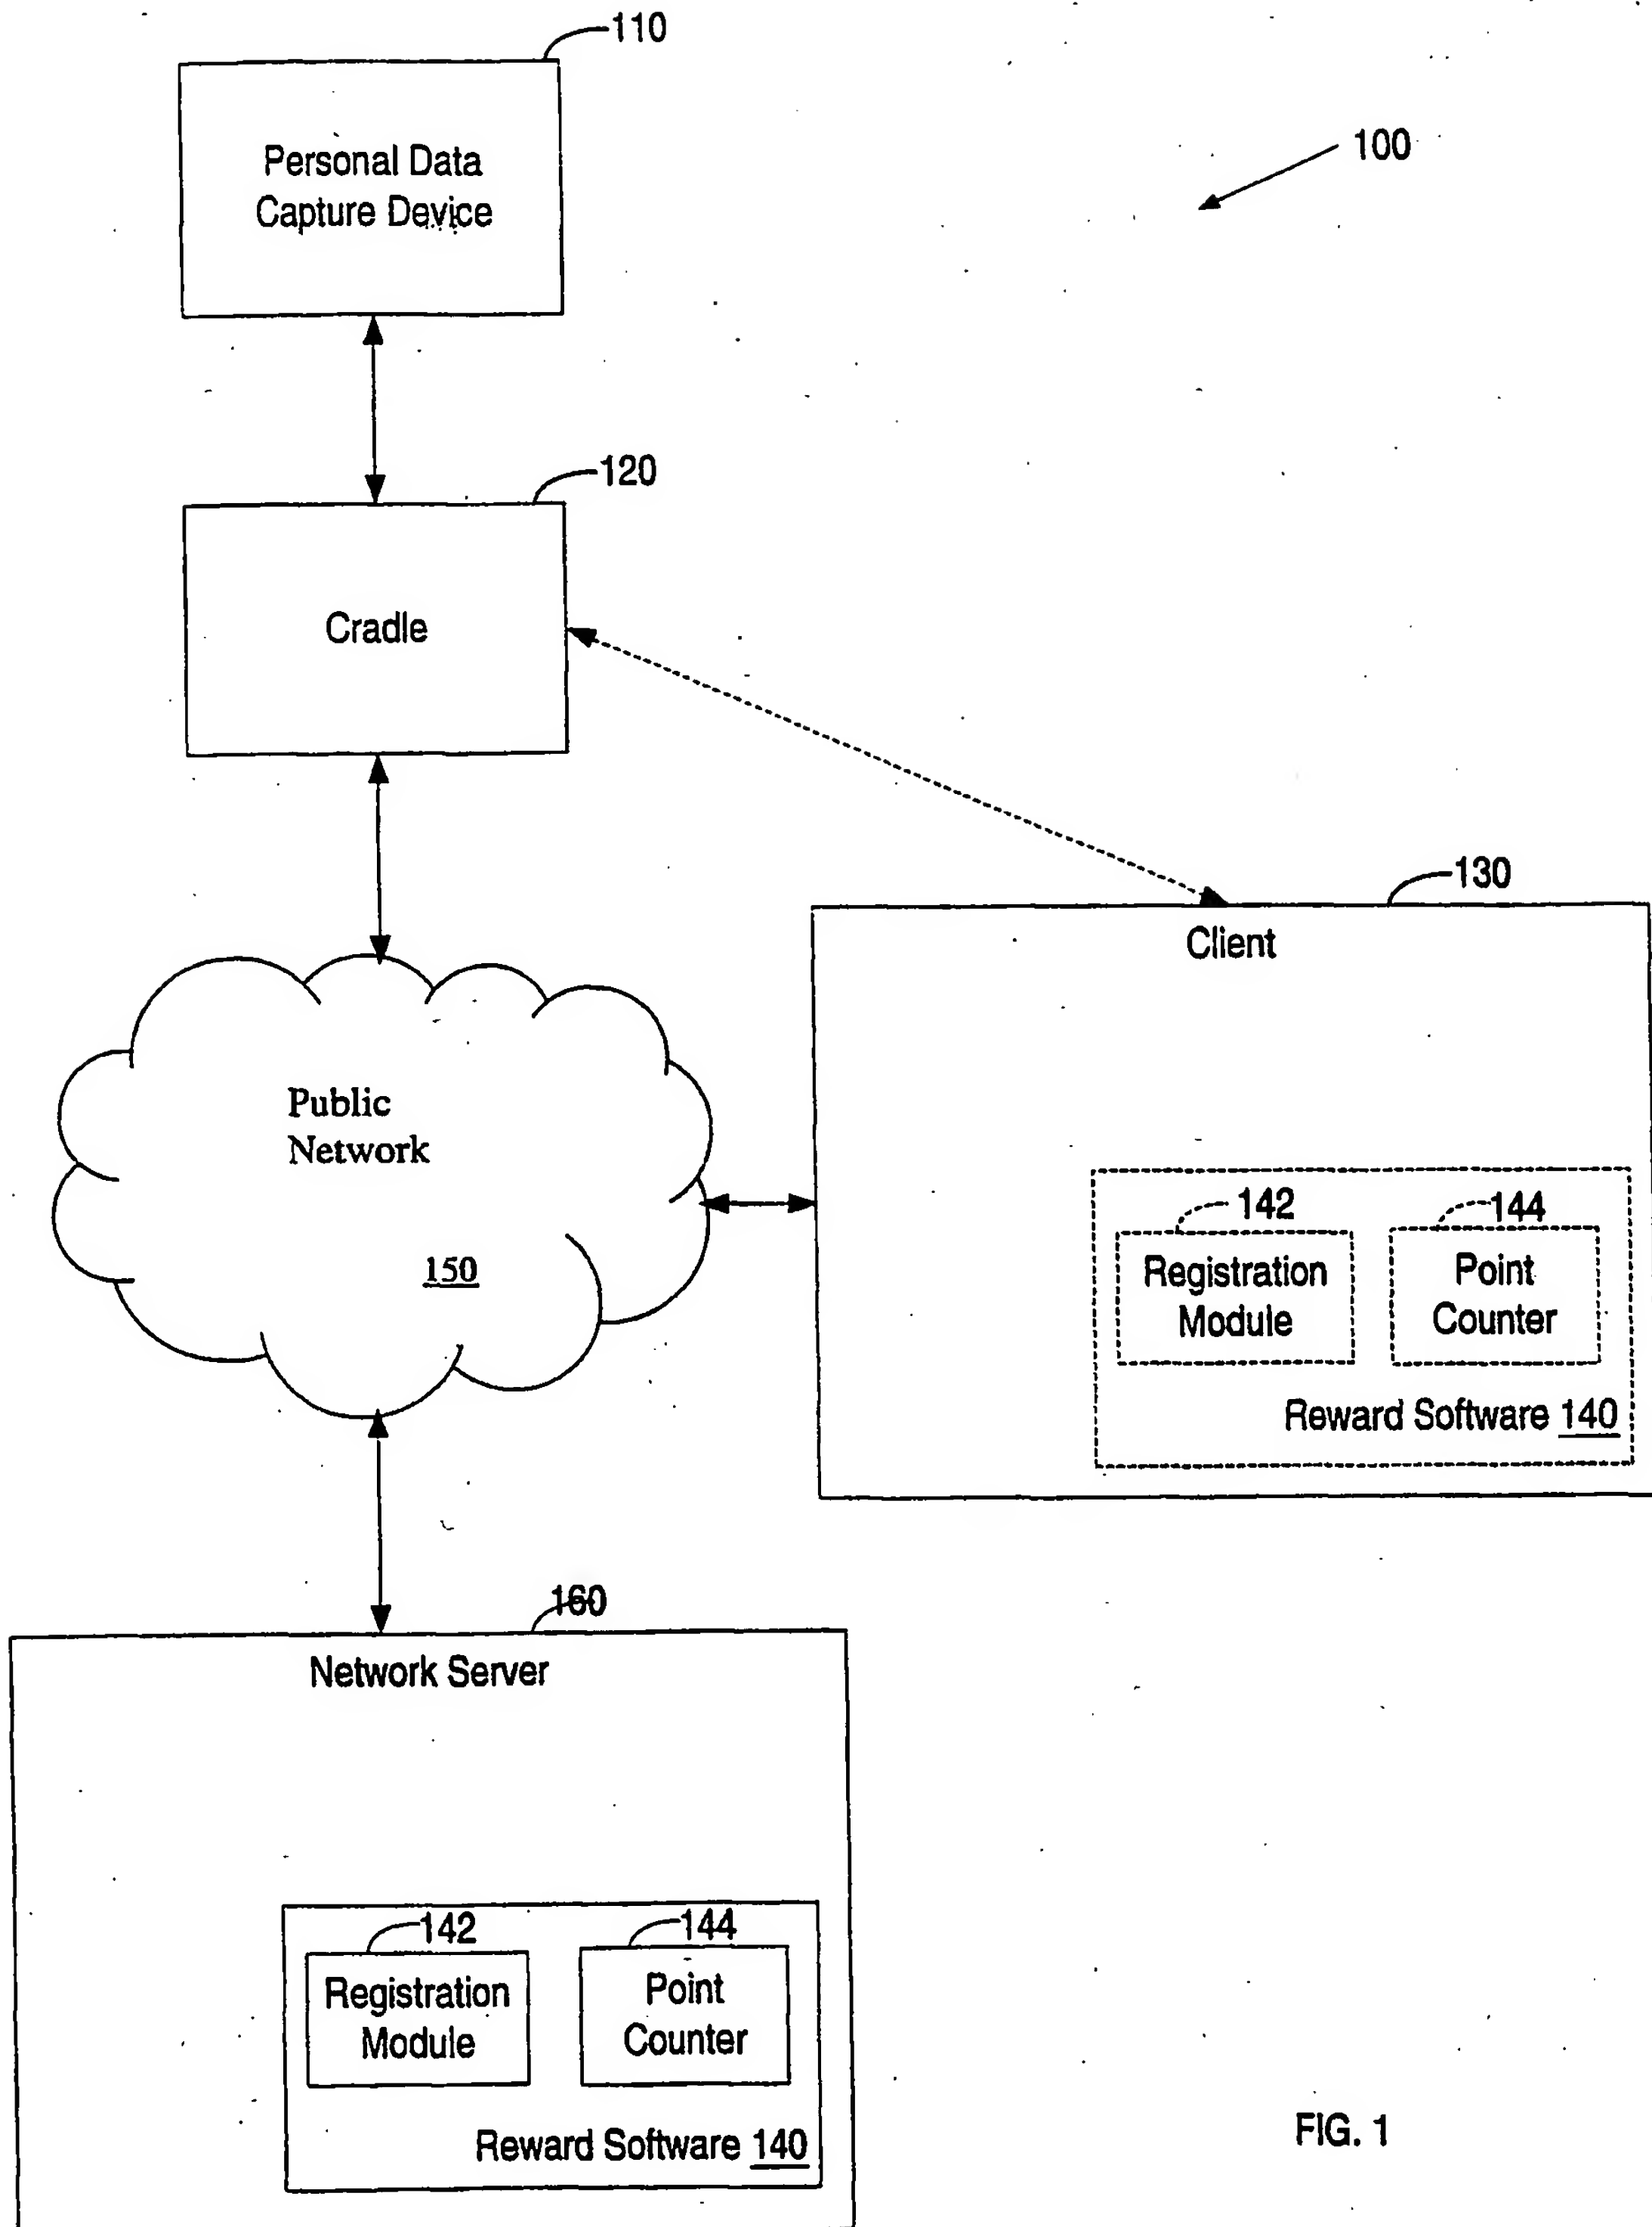 110
Personal Data
Capture Device
100
120
Cradle
130
Client
Public
Network
150
142
144
Registration
Module
Point
Counter
Reward Software 140
160
Network Server
142
144
Registration
Module
Point
Counter
Reward Software 140
FIG. 1